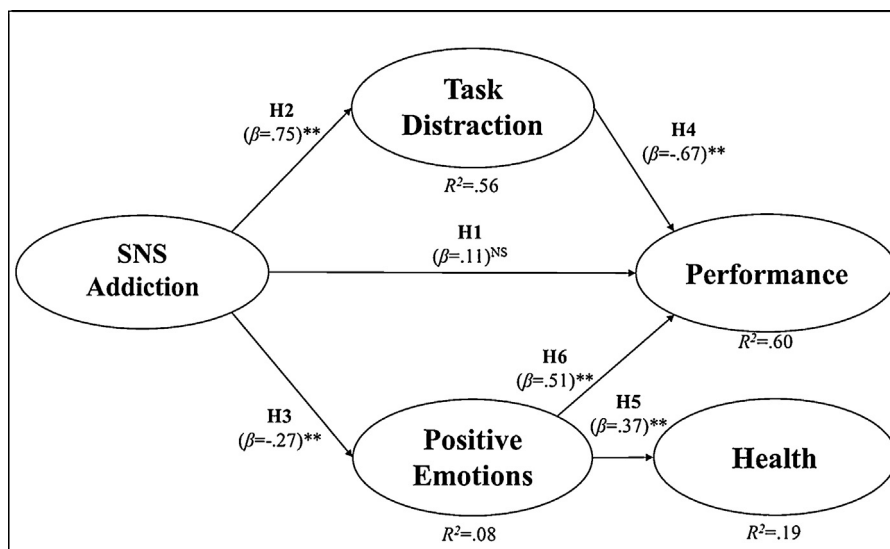 Task
Distraction
R²=.56
H2
(β=.75)**
H4
(β=-.67)**
SNS
Addiction
H1
(β=.11)ᴺˢ
Performance
R²=.60
H3
(β=-.27)**
H6
(β=.51)**
H5
(β=.37)**
Positive
Emotions
R²=.08
Health
R²=.19